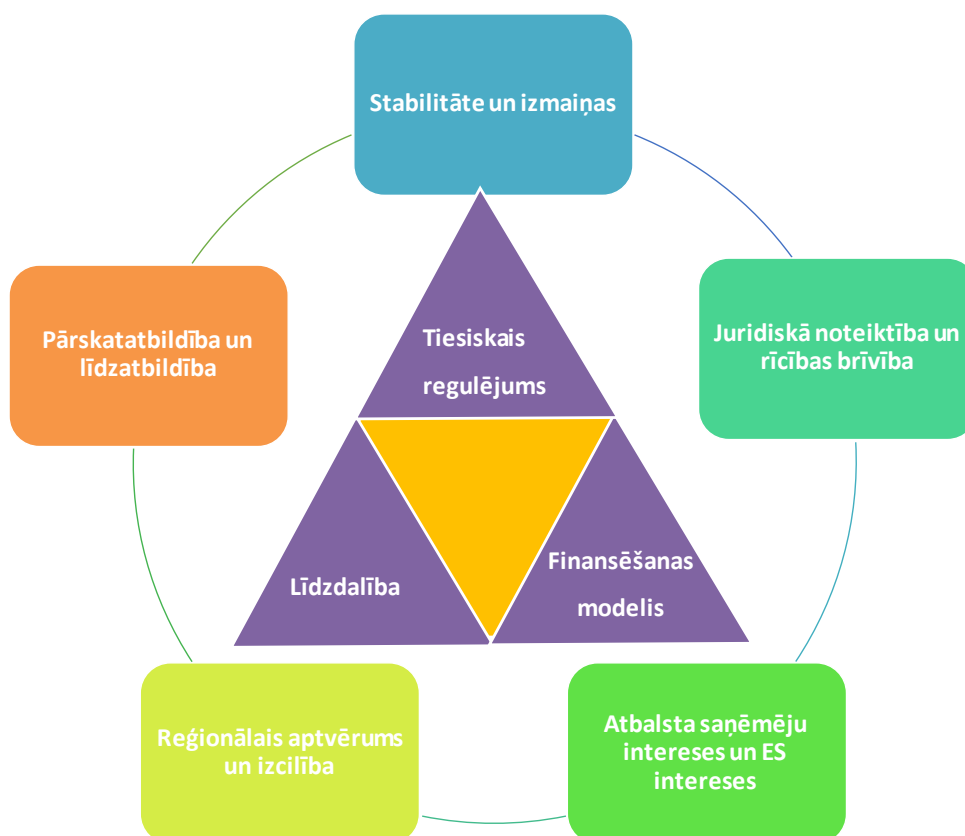 Stabilitāte un izmaiņas
Pārskatatbildība un
līdzatbildība
Tiesiskais
regulējums
Juridiskā noteiktība un
rīcības brīvība
Līdzdalība
Finansēšanas
modelis
Reģionālais aptvērums
un izcilība
Atbalsta saņēmēju
intereses un ES
intereses